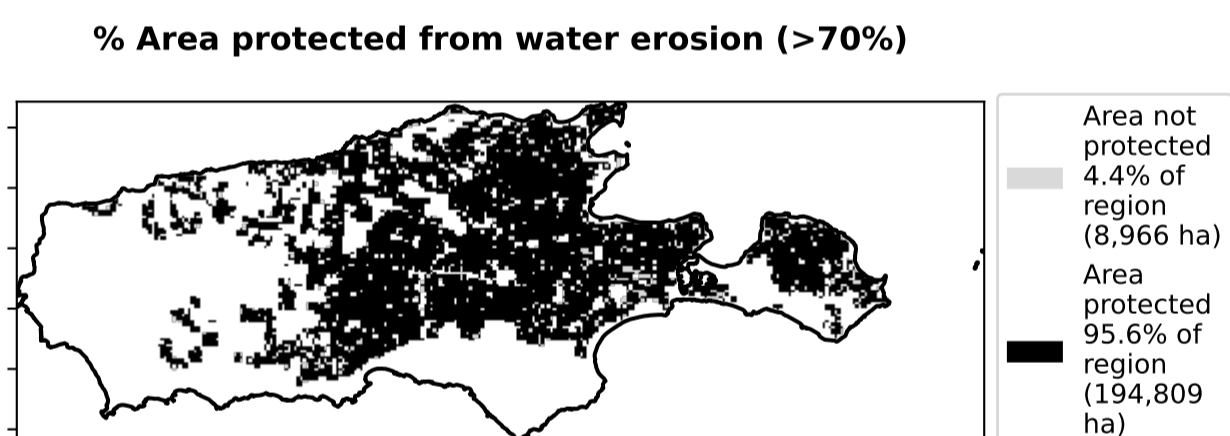 % Area protected from water erosion (>70%)
Area not
protected
4.4% of
region
(8,966 ha)
Area
protected
95.6% of
region
(194,809
ha)